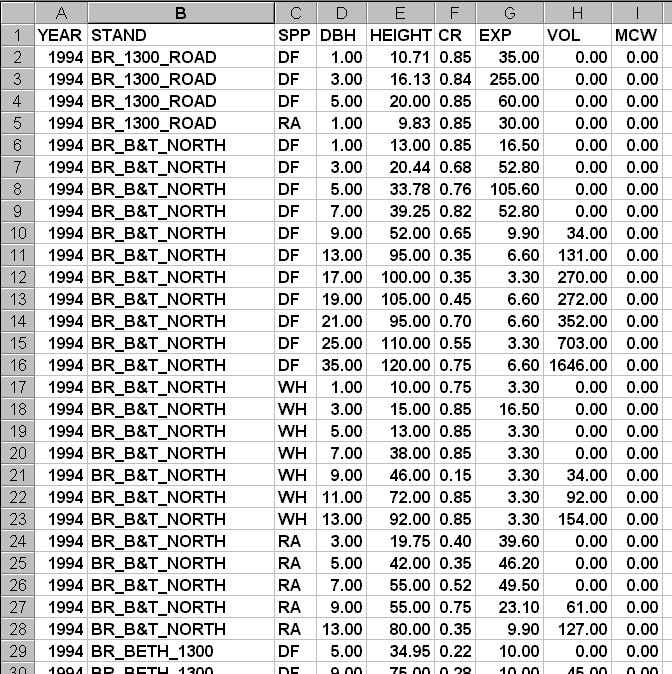 A B C D E F G H I
1 YEAR STAND SPP DBH HEIGHT CR EXP VOL MCW
2 1994 BR_1300_ROAD DF 1.00 10.71 0.85 35.00 0.00 0.00
3 1994 BR_1300_ROAD DF 3.00 16.13 0.84 255.00 0.00 0.00
4 1994 BR_1300_ROAD DF 5.00 20.00 0.85 60.00 0.00 0.00
5 1994 BR_1300_ROAD RA 1.00 9.83 0.85 30.00 0.00 0.00
6 1994 BR_B&T_NORTH DF 1.00 13.00 0.85 16.50 0.00 0.00
7 1994 BR_B&T_NORTH DF 3.00 20.44 0.68 52.80 0.00 0.00
8 1994 BR_B&T_NORTH DF 5.00 33.78 0.76 105.60 0.00 0.00
9 1994 BR_B&T_NORTH DF 7.00 39.25 0.82 52.80 0.00 0.00
10 1994 BR_B&T_NORTH DF 9.00 52.00 0.65 9.90 34.00 0.00
11 1994 BR_B&T_NORTH DF 13.00 95.00 0.35 6.60 131.00 0.00
12 1994 BR_B&T_NORTH DF 17.00 100.00 0.35 3.30 270.00 0.00
13 1994 BR_B&T_NORTH DF 19.00 105.00 0.45 6.60 272.00 0.00
14 1994 BR_B&T_NORTH DF 21.00 95.00 0.70 6.60 352.00 0.00
15 1994 BR_B&T_NORTH DF 25.00 110.00 0.55 3.30 703.00 0.00
16 1994 BR_B&T_NORTH DF 35.00 120.00 0.75 6.60 1646.00 0.00
17 1994 BR_B&T_NORTH WH 1.00 10.00 0.75 3.30 0.00 0.00
18 1994 BR_B&T_NORTH WH 3.00 15.00 0.85 16.50 0.00 0.00
19 1994 BR_B&T_NORTH WH 5.00 13.00 0.85 3.30 0.00 0.00
20 1994 BR_B&T_NORTH WH 7.00 38.00 0.85 3.30 0.00 0.00
21 1994 BR_B&T_NORTH WH 9.00 46.00 0.15 3.30 34.00 0.00
22 1994 BR_B&T_NORTH WH 11.00 72.00 0.85 3.30 92.00 0.00
23 1994 BR_B&T_NORTH WH 13.00 92.00 0.85 3.30 154.00 0.00
24 1994 BR_B&T_NORTH RA 3.00 19.75 0.40 39.60 0.00 0.00
25 1994 BR_B&T_NORTH RA 5.00 42.00 0.35 46.20 0.00 0.00
26 1994 BR_B&T_NORTH RA 7.00 55.00 0.52 49.50 0.00 0.00
27 1994 BR_B&T_NORTH RA 9.00 55.00 0.75 23.10 61.00 0.00
28 1994 BR_B&T_NORTH RA 13.00 80.00 0.35 9.90 127.00 0.00
29 1994 BR_BETH_1300 DF 5.00 34.95 0.22 10.00 0.00 0.00
30 1994 BR_BETH_1300 DF 9.00 75.00 0.28 10.00 45.00 0.00